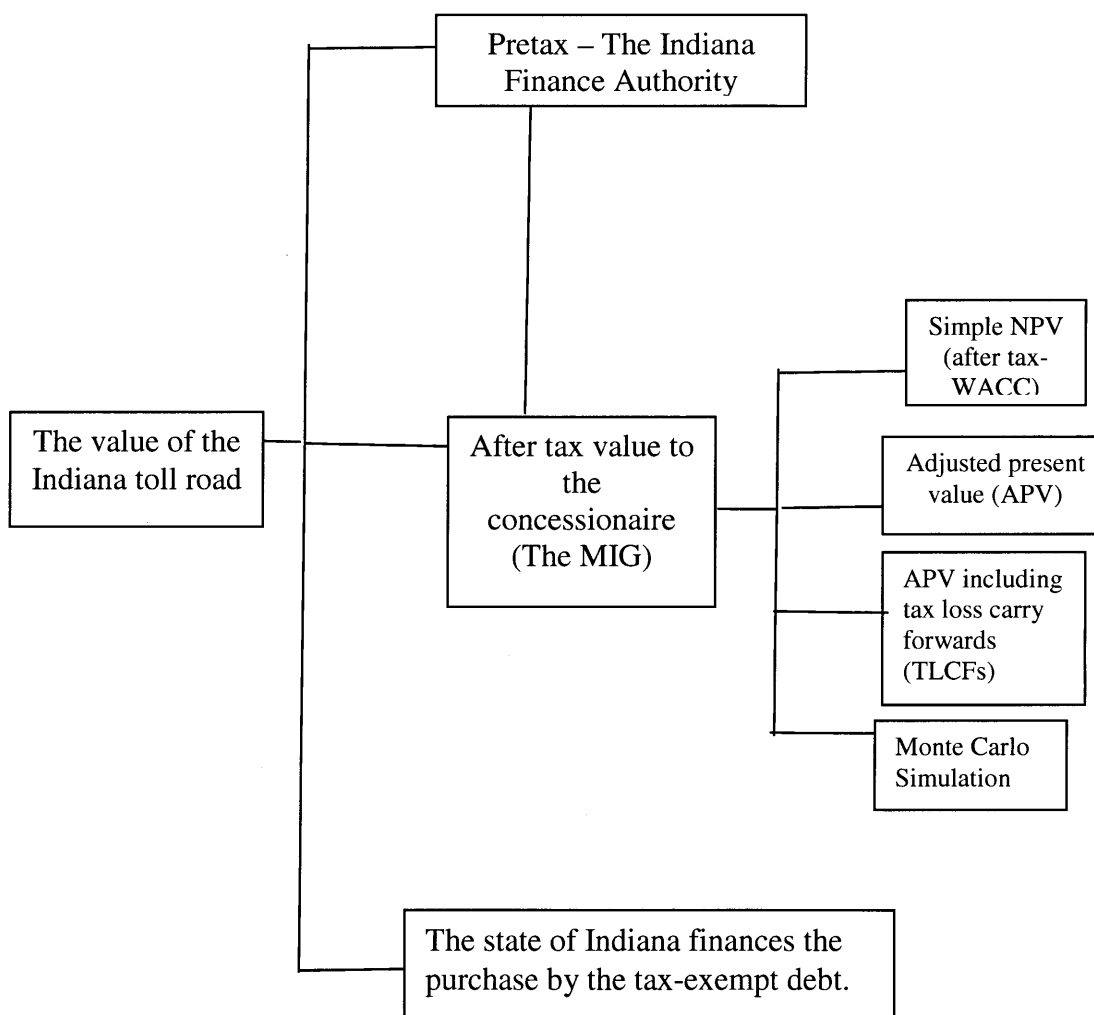 Pretax – The Indiana
Finance Authority
The value of the
Indiana toll road
After tax value to
the
concessionaire
(The MIG)
Simple NPV
(after tax-
WACC)
Adjusted present
value (APV)
APV including
tax loss carry
forwards
(TLCFs)
Monte Carlo
Simulation
The state of Indiana finances the
purchase by the tax-exempt debt.